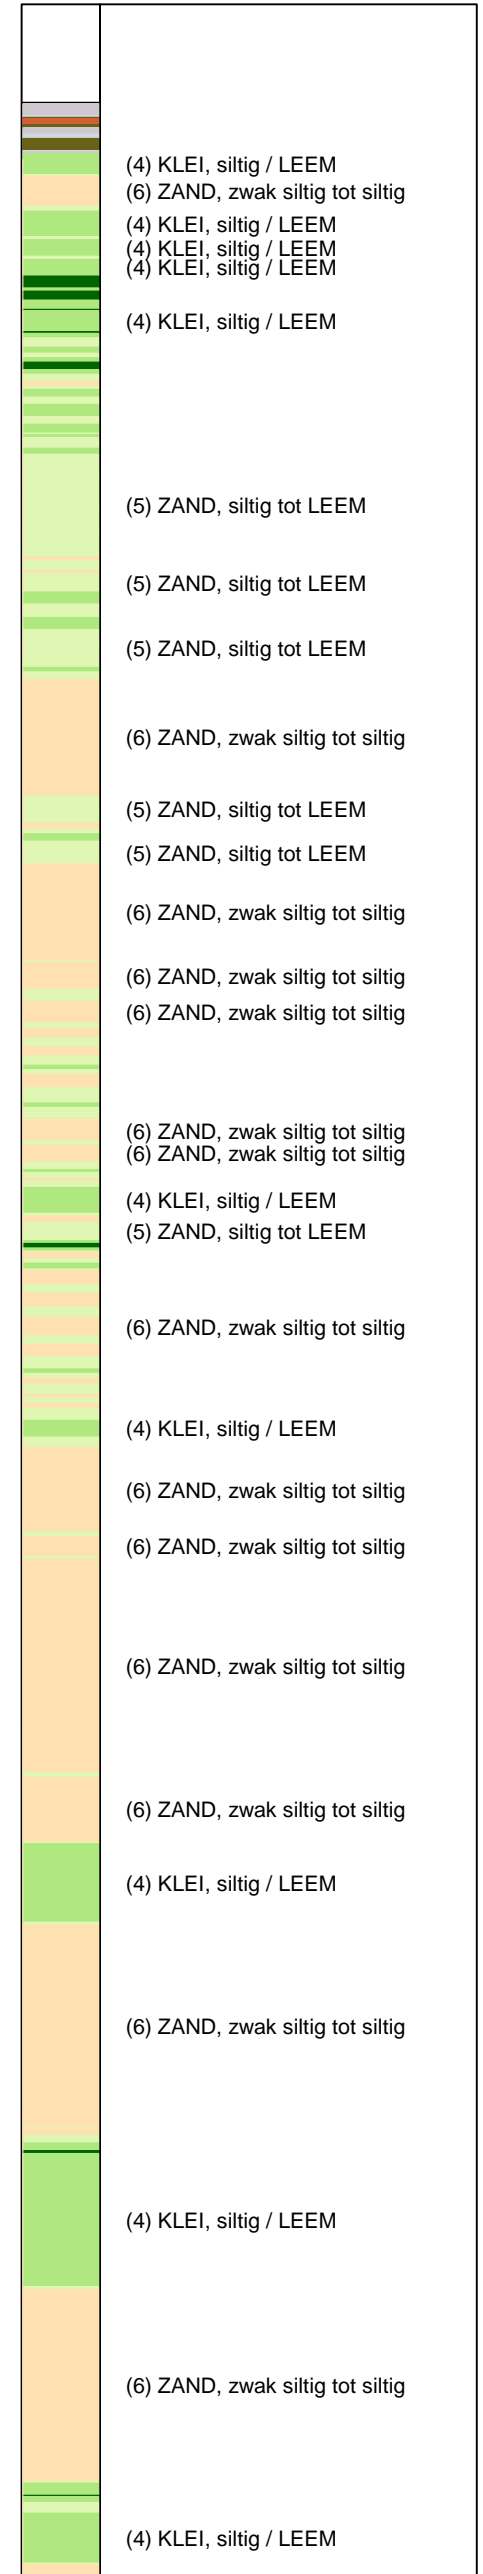 (4) KLEI, siltig / LEEM
(6) ZAND, zwak siltig tot siltig
(4) KLEI, siltig / LEEM
(4) KLEI, siltig / LEEM
(4) KLEI, siltig / LEEM
(4) KLEI, siltig / LEEM
(5) ZAND, siltig tot LEEM
(5) ZAND, siltig tot LEEM
(5) ZAND, siltig tot LEEM
(6) ZAND, zwak siltig tot siltig
(5) ZAND, siltig tot LEEM
(5) ZAND, siltig tot LEEM
(6) ZAND, zwak siltig tot siltig
(6) ZAND, zwak siltig tot siltig
(6) ZAND, zwak siltig tot siltig
(6) ZAND, zwak siltig tot siltig
(6) ZAND, zwak siltig tot siltig
(4) KLEI, siltig / LEEM
(5) ZAND, siltig tot LEEM
(6) ZAND, zwak siltig tot siltig
(4) KLEI, siltig / LEEM
(6) ZAND, zwak siltig tot siltig
(6) ZAND, zwak siltig tot siltig
(6) ZAND, zwak siltig tot siltig
(6) ZAND, zwak siltig tot siltig
(4) KLEI, siltig / LEEM
(6) ZAND, zwak siltig tot siltig
(4) KLEI, siltig / LEEM
(6) ZAND, zwak siltig tot siltig
(4) KLEI, siltig / LEEM